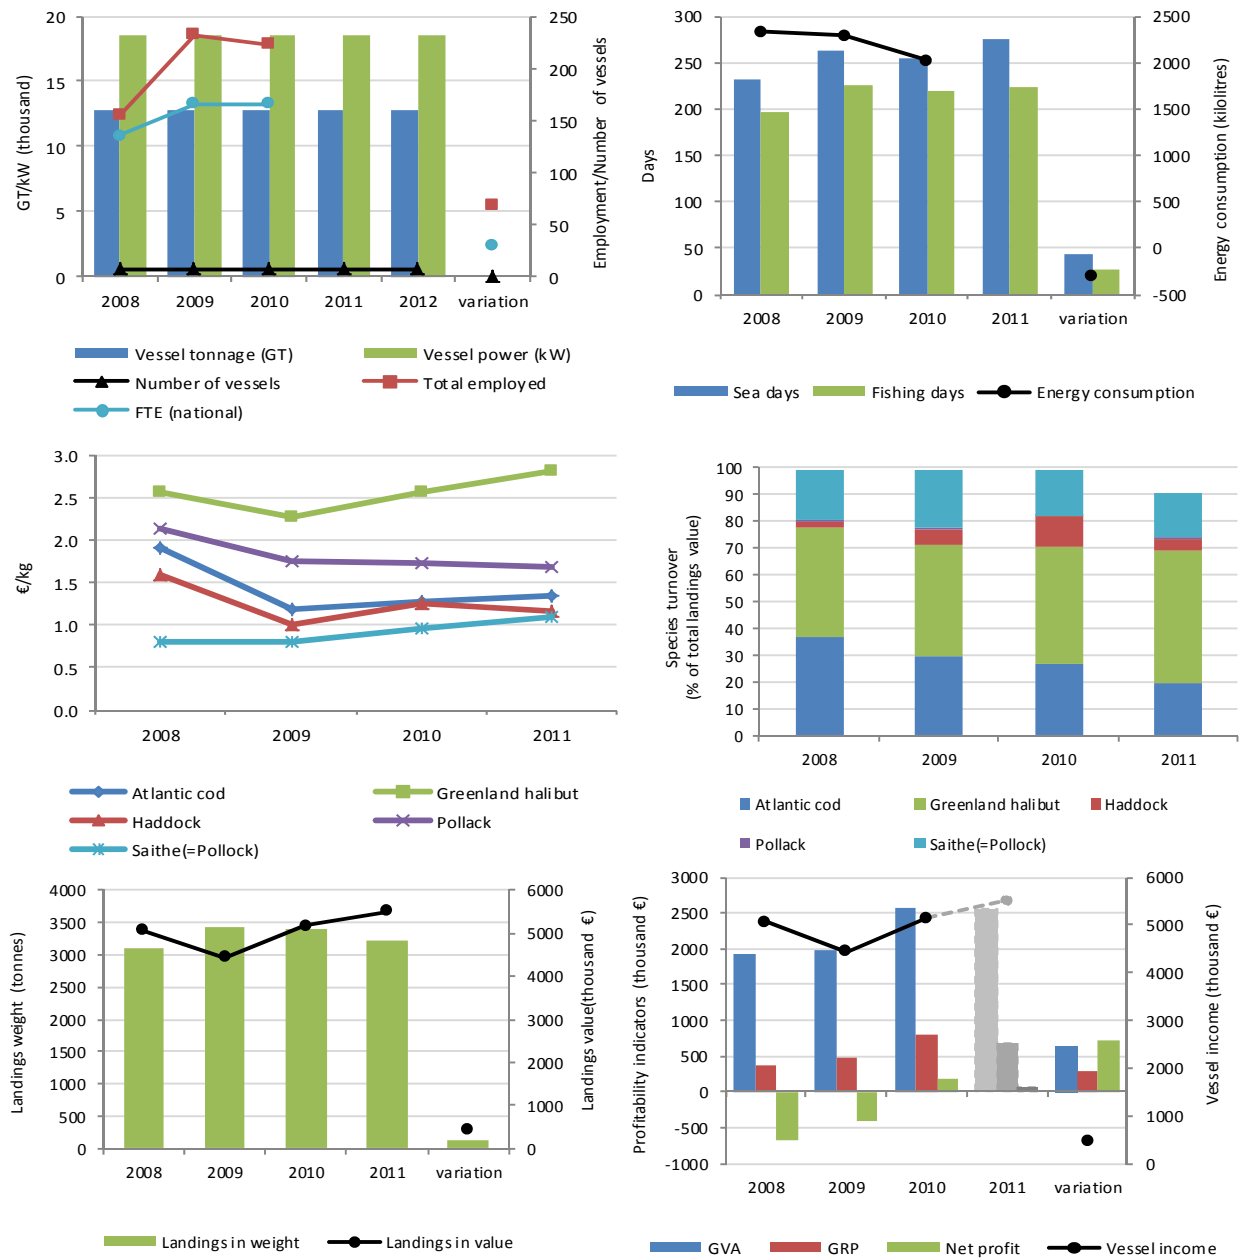 20
15
10
5
0
GT/kW (thousand)
250
200
150
100
50
0
Employment/Number of vessels
2008 2009 2010 2011 2012 variation
Vessel tonnage (GT) Vessel power (kW)
Number of vessels Total employed
FTE (national)
300
250
200
150
100
50
0
Days
2500
2000
1500
1000
500
0
-500
Energy consumption (kilolitres)
2008 2009 2010 2011 variation
Sea days Fishing days Energy consumption
3.0
2.5
2.0
1.5
1.0
0.5
0.0
€/kg
2008 2009 2010 2011
Atlantic cod Greenland halibut
Haddock Pollack
Saithe(=Pollock)
100
90
80
70
60
50
40
30
20
10
0
Species turnover
(% of total landings value)
2008 2009 2010 2011
Atlantic cod Greenland halibut Haddock
Pollack Saithe(=Pollock)
4000
3500
3000
2500
2000
1500
1000
500
0
Landings weight (tonnes)
6000
5000
4000
3000
2000
1000
0
Landings value(thousand €)
2008 2009 2010 2011 variation
Landings in weight Landings in value
3000
2500
2000
1500
1000
500
0
-500
-1000
Profitability indicators (thousand €)
6000
5000
4000
3000
2000
1000
0
Vessel income (thousand €)
2008 2009 2010 2011 variation
GVA GRP Net profit Vessel income